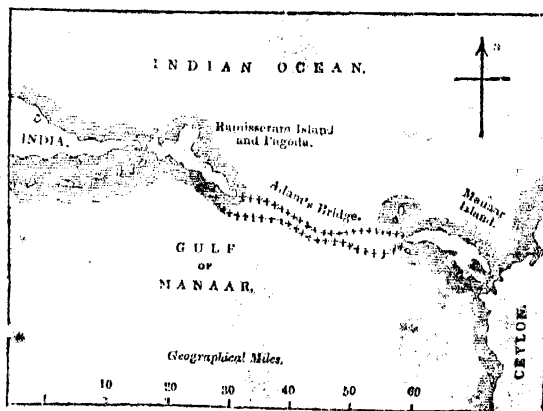 INDIAN OCEAN.
n
Ramisseram Island
and Pagoda.
INDIA.
Adam's Bridge.
Manaar
Island.
GULF
OF
MANAAR.
CEYLON.
Geographical Miles.
0 10 20 30 40 50 60